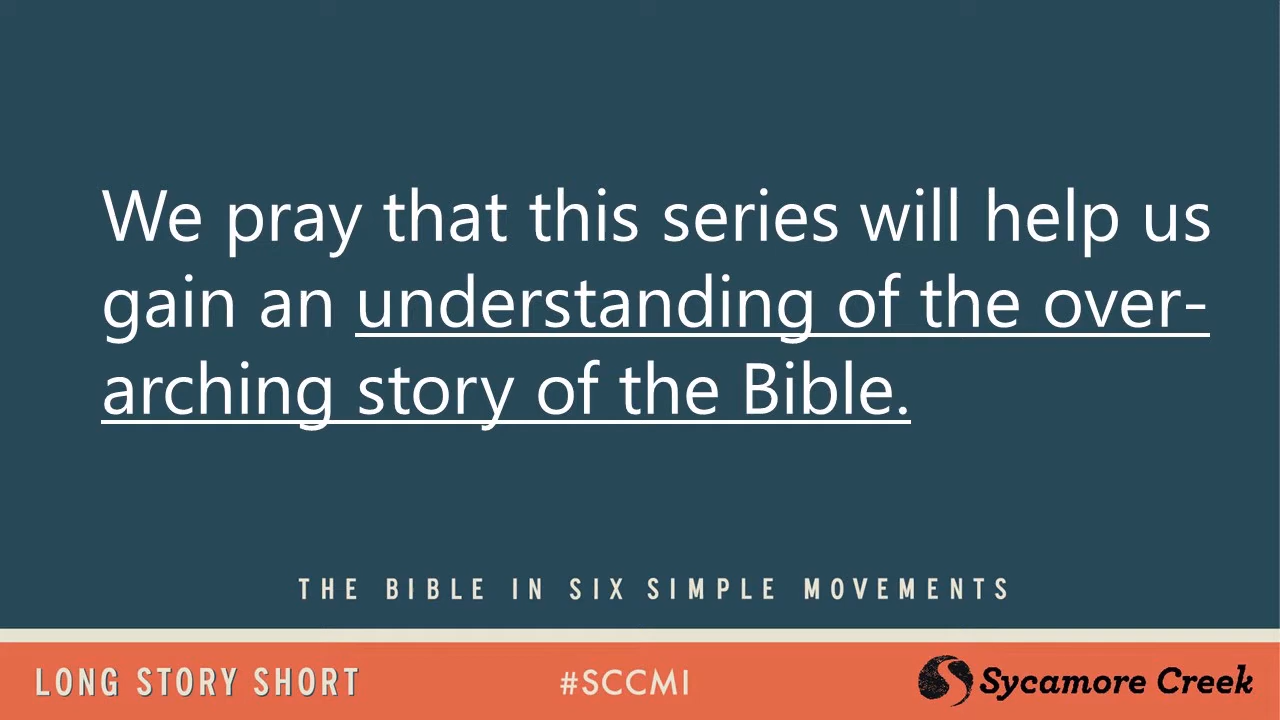 We pray that this series will help us
gain an understanding of the over-
arching story of the Bible.
THE BIBLE IN SIX SIMPLE MOVEMENTS
LONG STORY SHORT
#SCCMI
Sycamore Creek